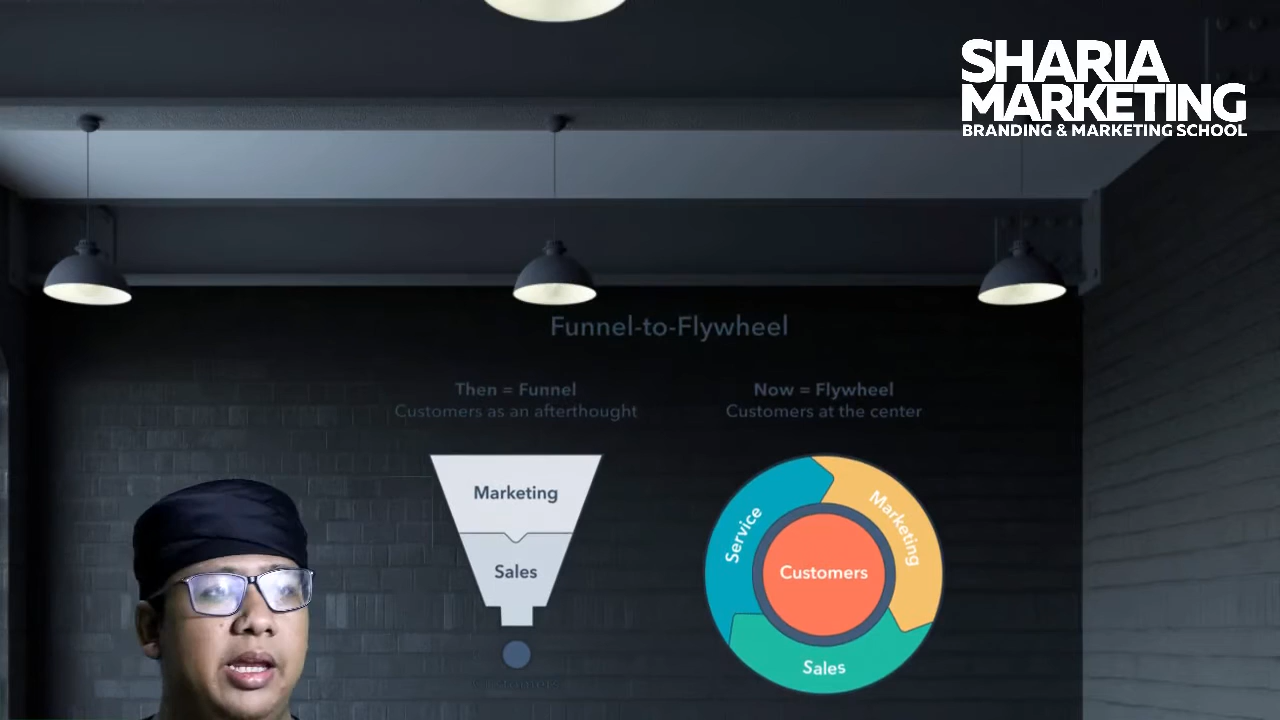 SHARIA
MARKETING
BRANDING & MARKETING SCHOOL
Funnel-to-Flywheel
Then = Funnel
Customers as an afterthought
Marketing
Sales
Customers
Now = Flywheel
Customers at the center
Service
Marketing
Customers
Sales